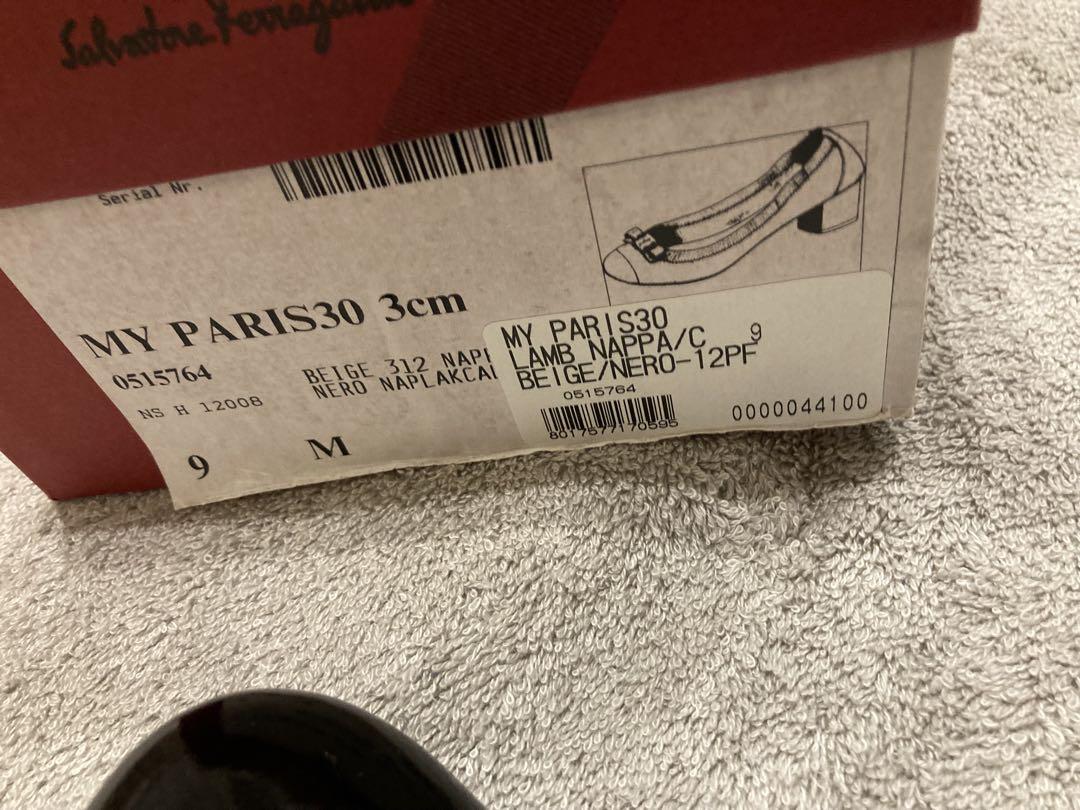 Salvatore Ferragamo
Serial Nr.
MY PARIS30 3cm
0515764
BEIGE 312 NAP
NERO NAPLAKCAL
NS H 12008
9 M
MY PARIS30
LAMB NAPPA/C 9
BEIGE/NERO-12PF
0515764
8017577170595
0000044100